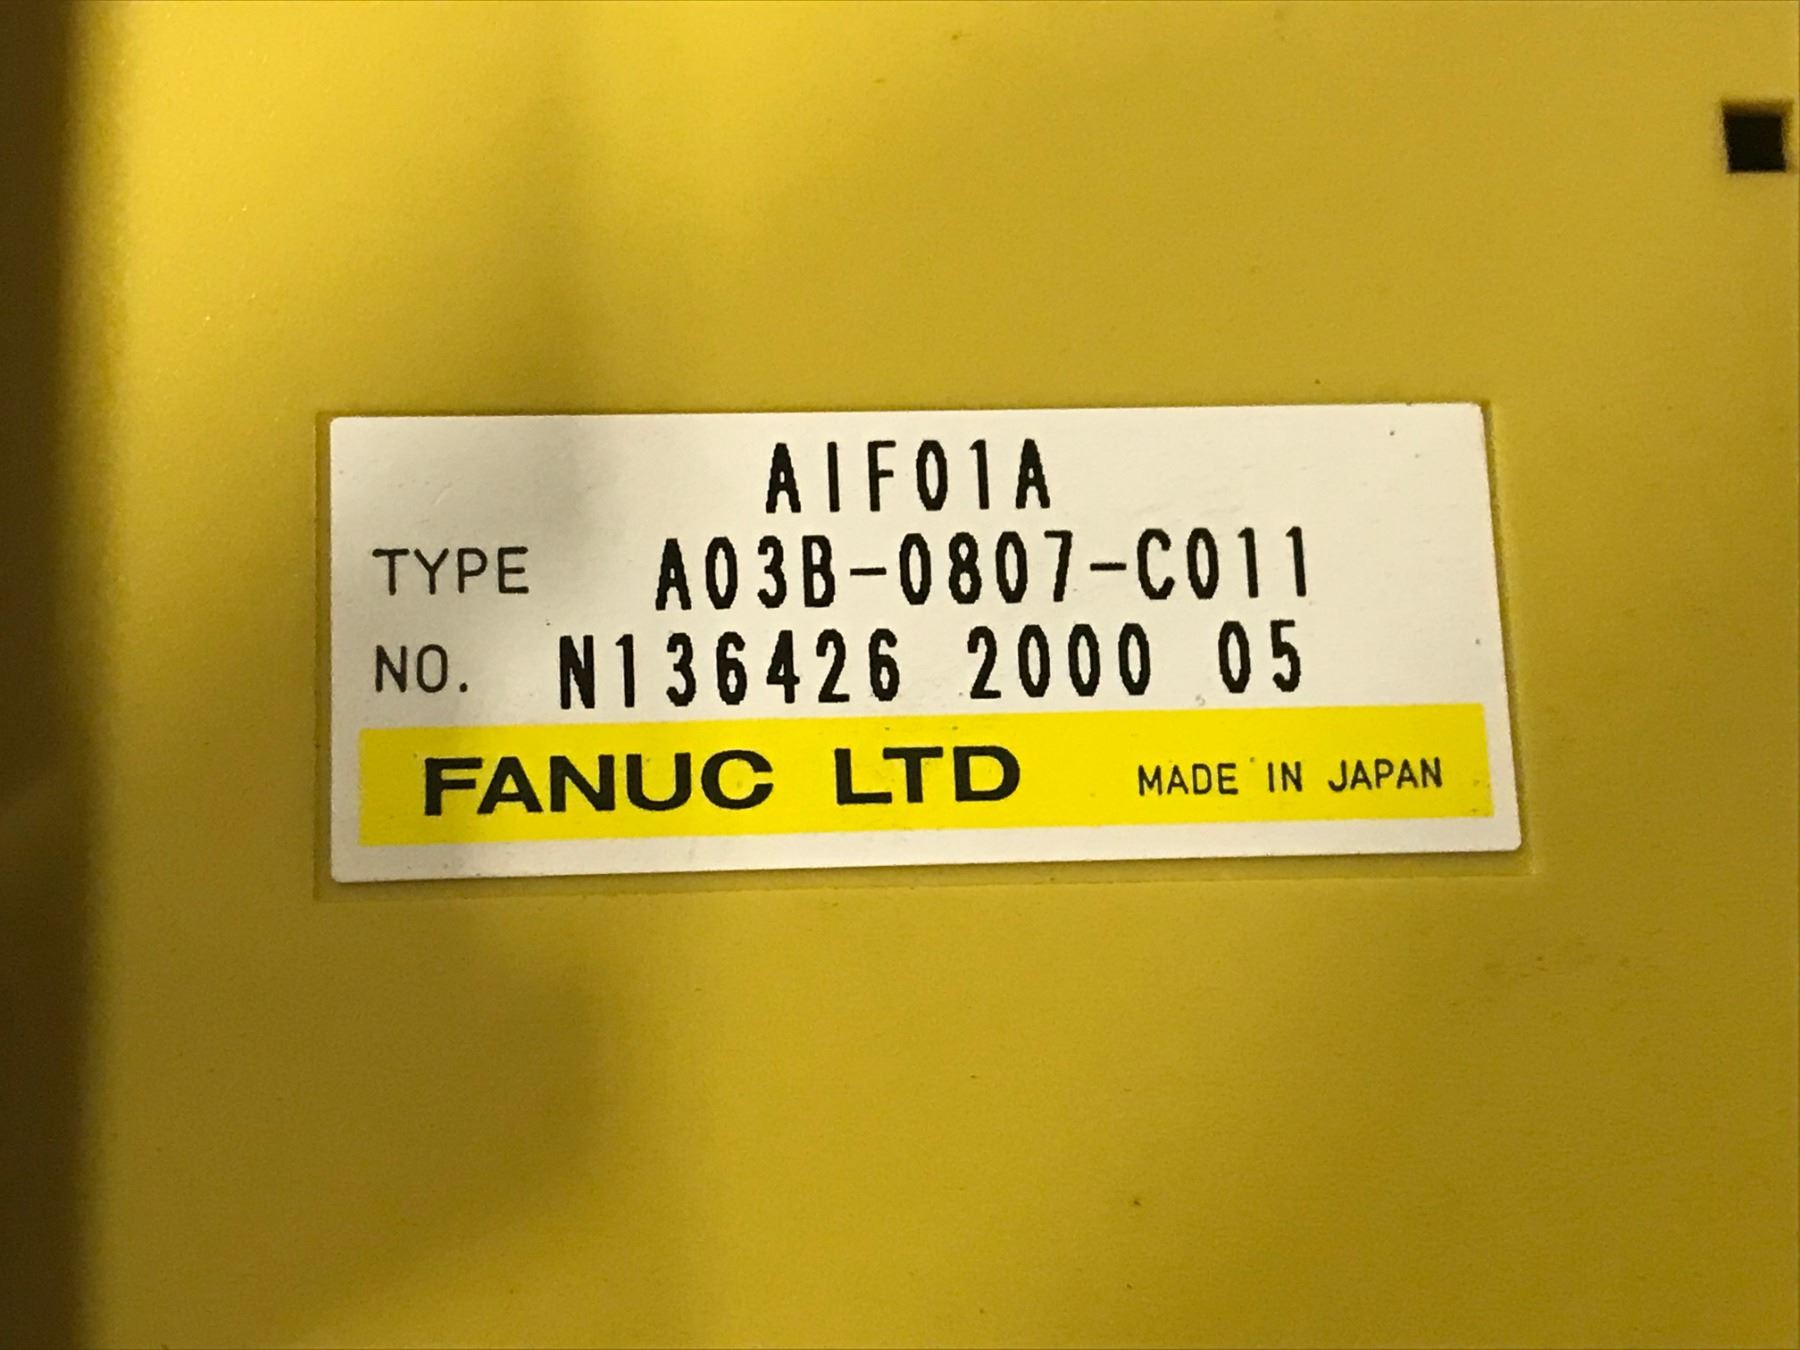 AIF01A
TYPE A03B-0807-C011
NO. N136426 2000 05
FANUC LTD MADE IN JAPAN